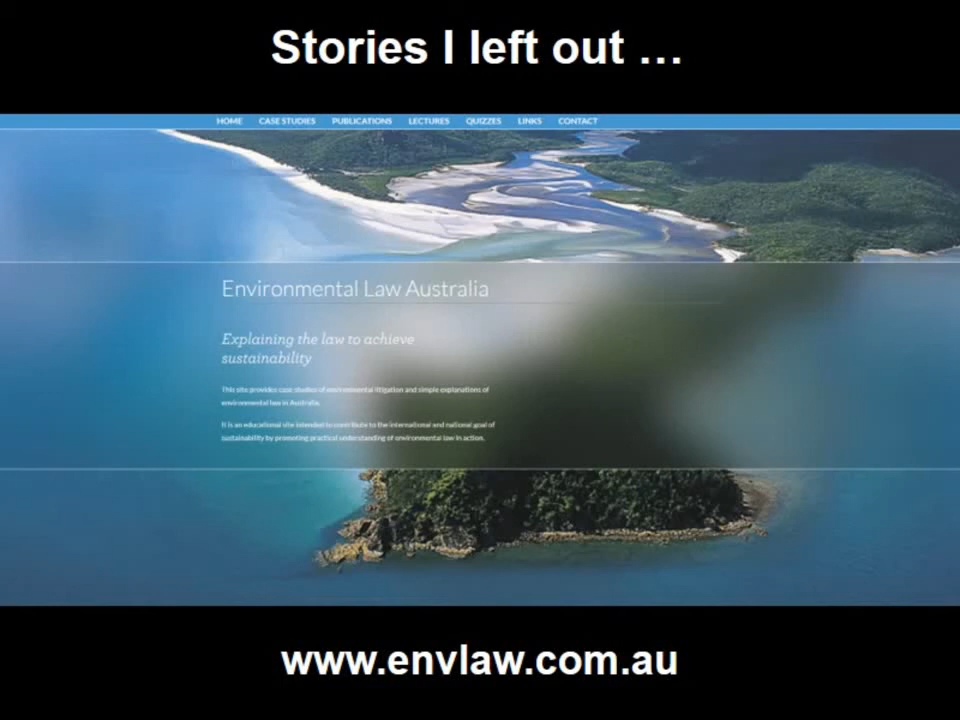 Stories I left out …
HOME CASE STUDIES PUBLICATIONS LECTURES QUIZZES LINKS CONTACT
Environmental Law Australia
Explaining the law to achieve
sustainability
This site provides case studies of environmental litigation and simple explanations of
environmental law in Australia.
It is an educational site intended to contribute to the international and national goal of
sustainability by promoting practical understanding of environmental law in action.
www.envlaw.com.au